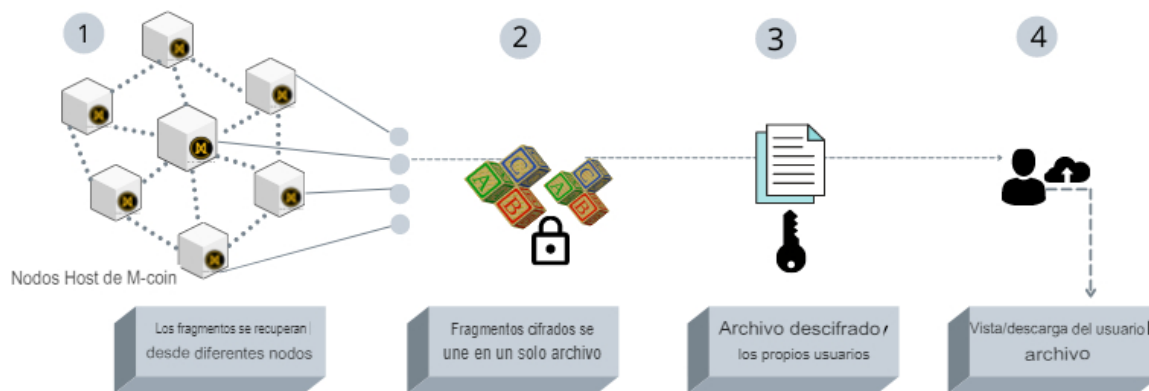 1
2
3
4
A
C
B
A
C
B
Nodos Host de M-coin
Los fragmentos se recuperan
desde diferentes nodos
Fragmentos cifrados se
une en un solo archivo
Archivo descifrado/
los propios usuarios
Vista/descarga del usuario
archivo